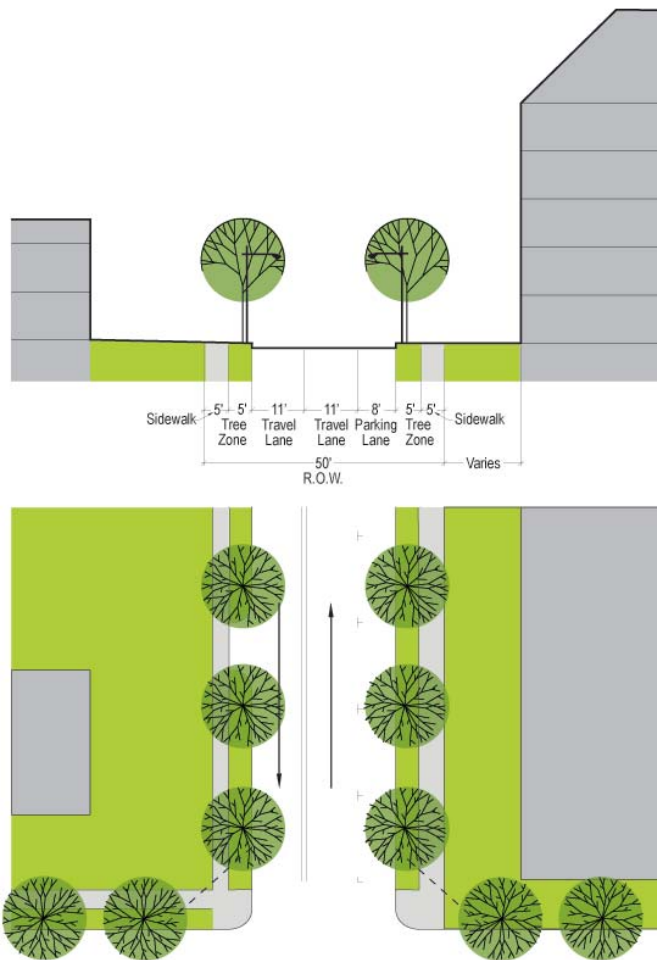 5' 5' 11' 11' 8' 5' 5'
Sidewalk Tree Travel Travel Parking Tree Sidewalk
Zone Lane Lane Lane Zone
50' Varies
R.O.W.